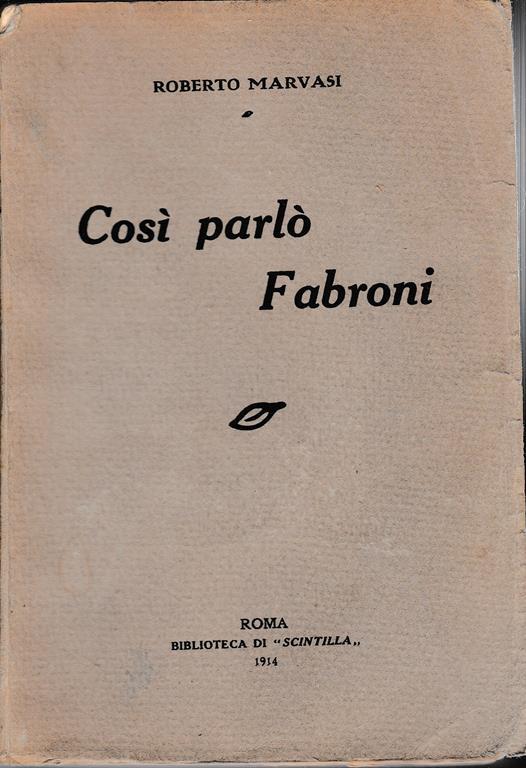 ROBERTO MARVASI
Così parlò
Fabroni
ROMA
BIBLIOTECA DI "SCINTILLA„
1914